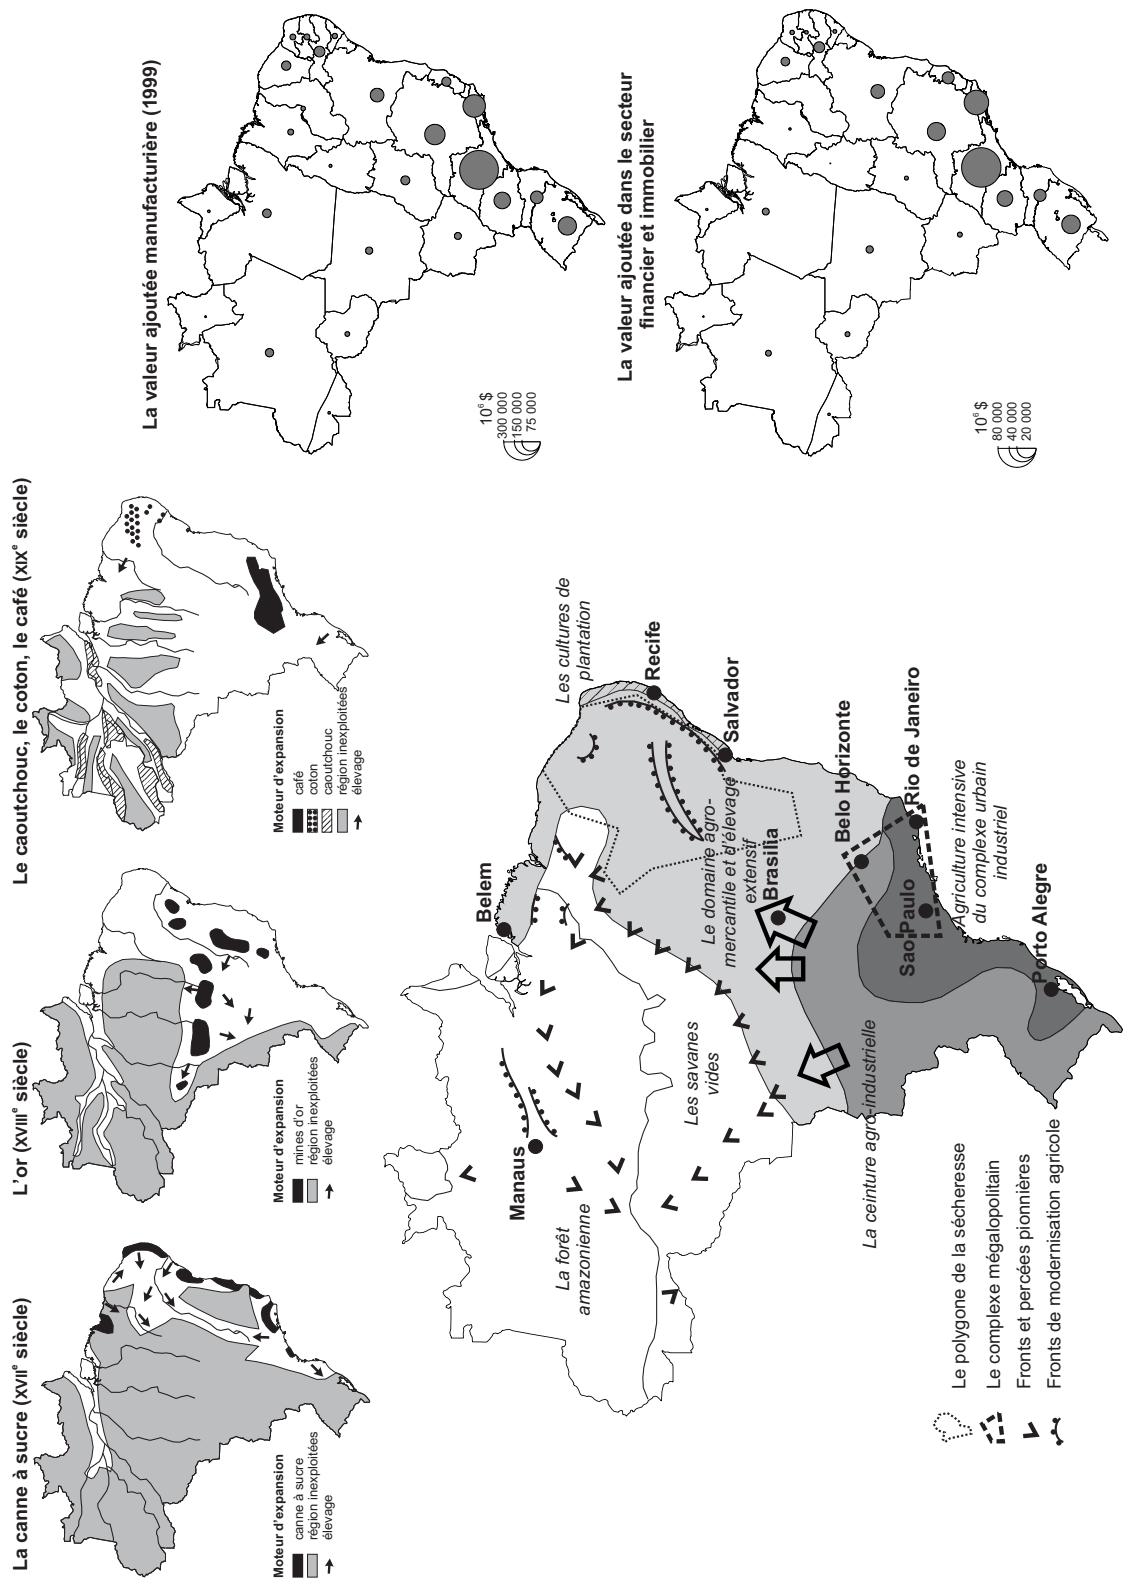 La canne à sucre (XVIIe siècle)
Moteur d'expansion
canne à sucre
région inexploitées
élevage
L'or (XVIIIe siècle)
Moteur d'expansion
mines d'or
région inexploitées
élevage
Le caoutchouc, le coton, le café (XIXe siècle)
Moteur d'expansion
café
coton
caoutchouc
région inexploitées
élevage
La valeur ajoutée manufacturière (1999)
10⁶ $
300 000
150 000
75 000
La valeur ajoutée dans le secteur
financier et immobilier
10⁶ $
80 000
40 000
20 000
Belem
Manaus
Les cultures de
plantation
Recife
Salvador
La forêt
amazonienne
Les savanes
vides
Le domaine agro-
mercantile et d'élevage
extensif
Brasilia
Belo Horizonte
Rio de Janeiro
Sao Paulo
Agriculture intensive
du complexe urbain
industriel
Porto Alegre
La ceinture agro-industrielle
Le polygone de la sécheresse
Le complexe mégalopolitain
Fronts et percées pionnières
Fronts de modernisation agricole